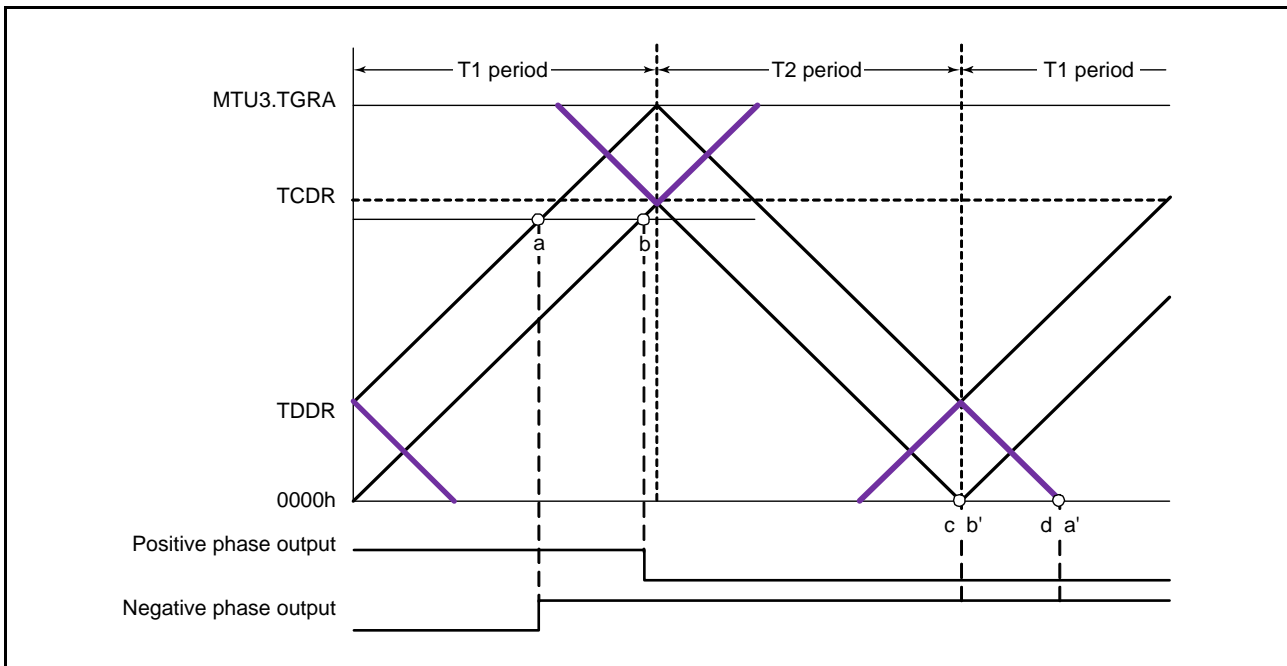 T1 period T2 period T1 period
MTU3.TGRA
TCDR
a b
TDDR
0000h
c b' d a'
Positive phase output
Negative phase output